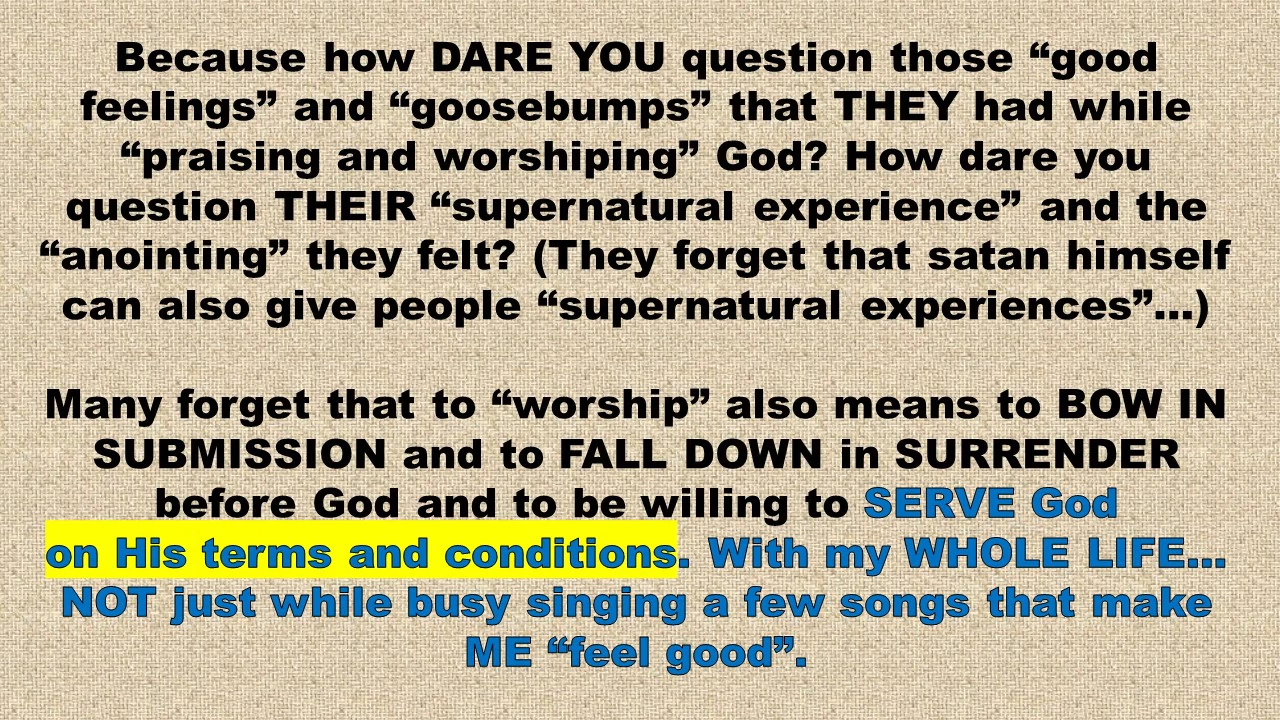 Because how DARE YOU question those “good
feelings” and “goosebumps” that THEY had while
“praising and worshiping” God? How dare you
question THEIR “supernatural experience” and the
“anointing” they felt? (They forget that satan himself
can also give people “supernatural experiences”...)
Many forget that to “worship” also means to BOW IN
SUBMISSION and to FALL DOWN in SURRENDER
before God and to be willing to SERVE God
on His terms and conditions. With my WHOLE LIFE...
NOT just while busy singing a few songs that make
ME “feel good”.